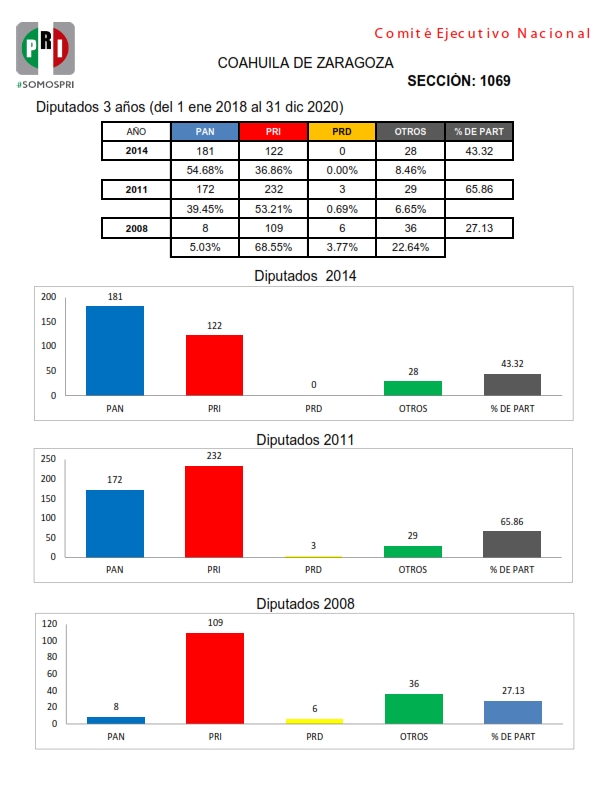 PRI
#SOMOSPRI
Comité Ejecutivo Nacional
COAHUILA DE ZARAGOZA
SECCIÒN: 1069
Diputados 3 años (del 1 ene 2018 al 31 dic 2020)
AÑO PAN PRI PRD OTROS % DE PART
2014 181 122 0 28 43.32
54.68% 36.86% 0.00% 8.46%
2011 172 232 3 29 65.86
39.45% 53.21% 0.69% 6.65%
2008 8 109 6 36 27.13
5.03% 68.55% 3.77% 22.64%
Diputados 2014
200
150
100
50
0
181
122
0
28
43.32
PAN PRI PRD OTROS % DE PART
Diputados 2011
250
200
150
100
50
0
172
232
3
29
65.86
PAN PRI PRD OTROS % DE PART
Diputados 2008
120
100
80
60
40
20
0
8
109
6
36
27.13
PAN PRI PRD OTROS % DE PART